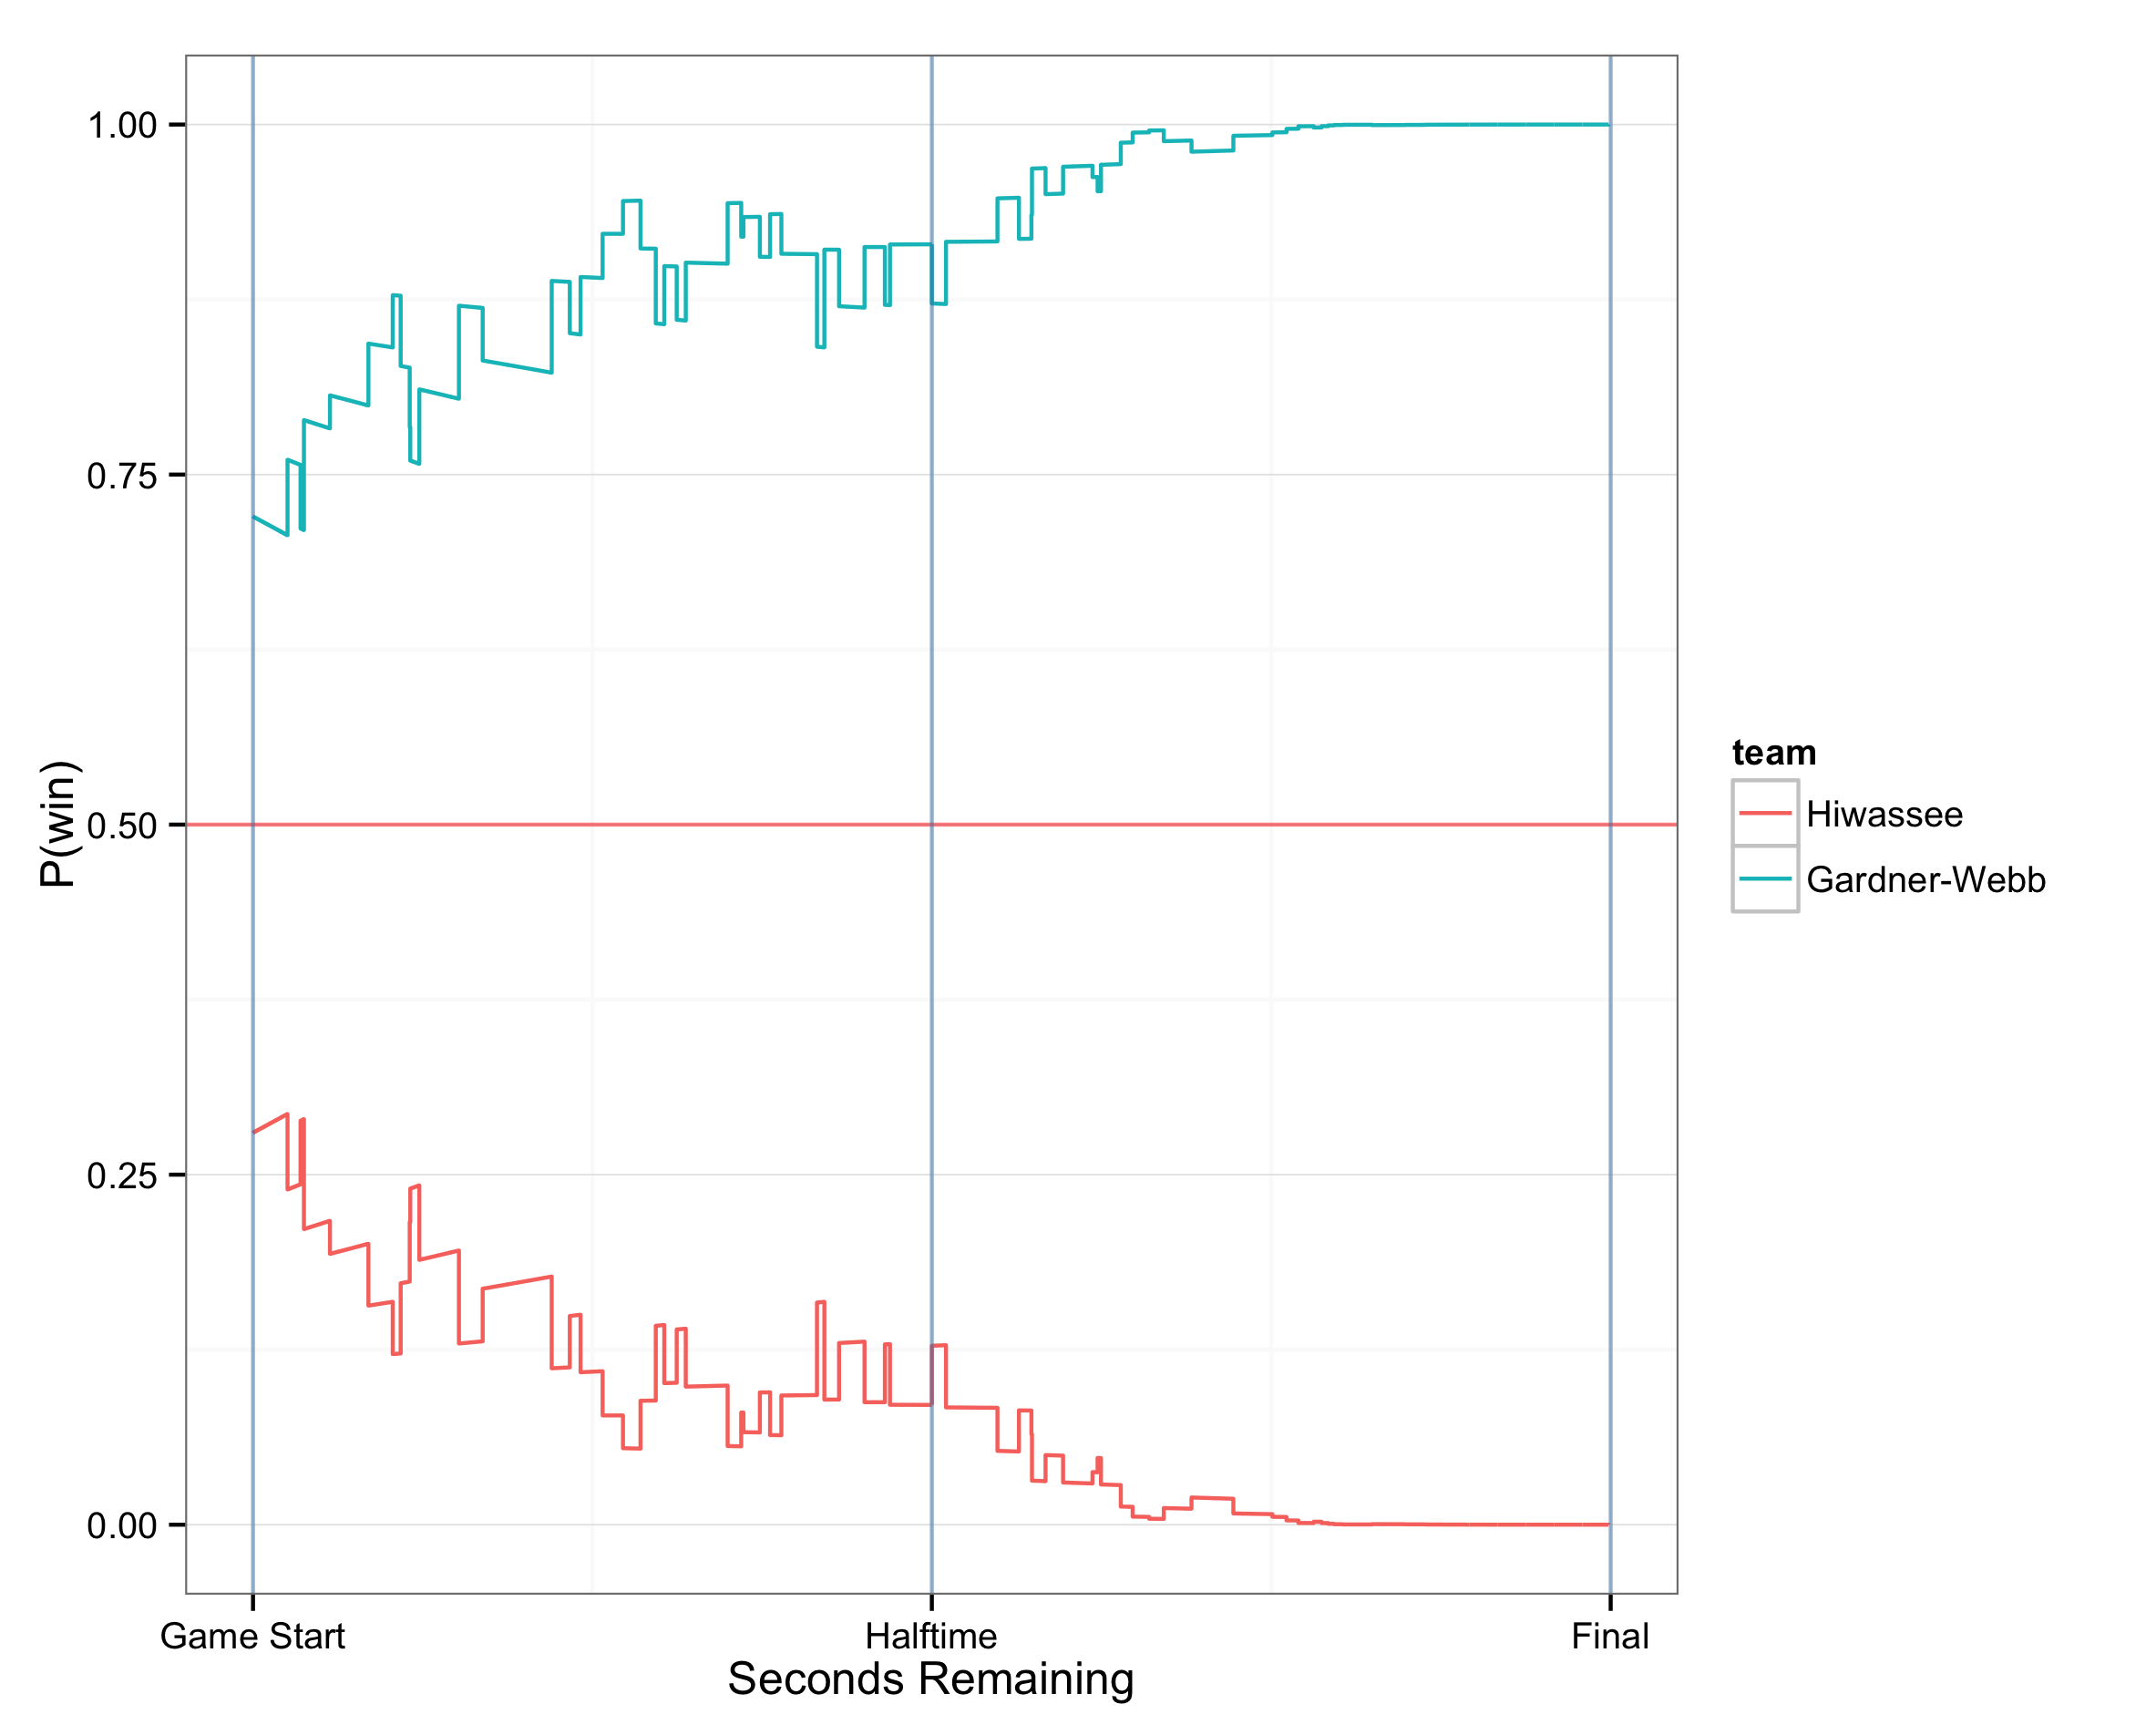 1.00
0.75
0.50
0.25
0.00
P(win)
Game Start
Halftime
Final
Seconds Remaining
team
Hiwassee
Gardner-Webb